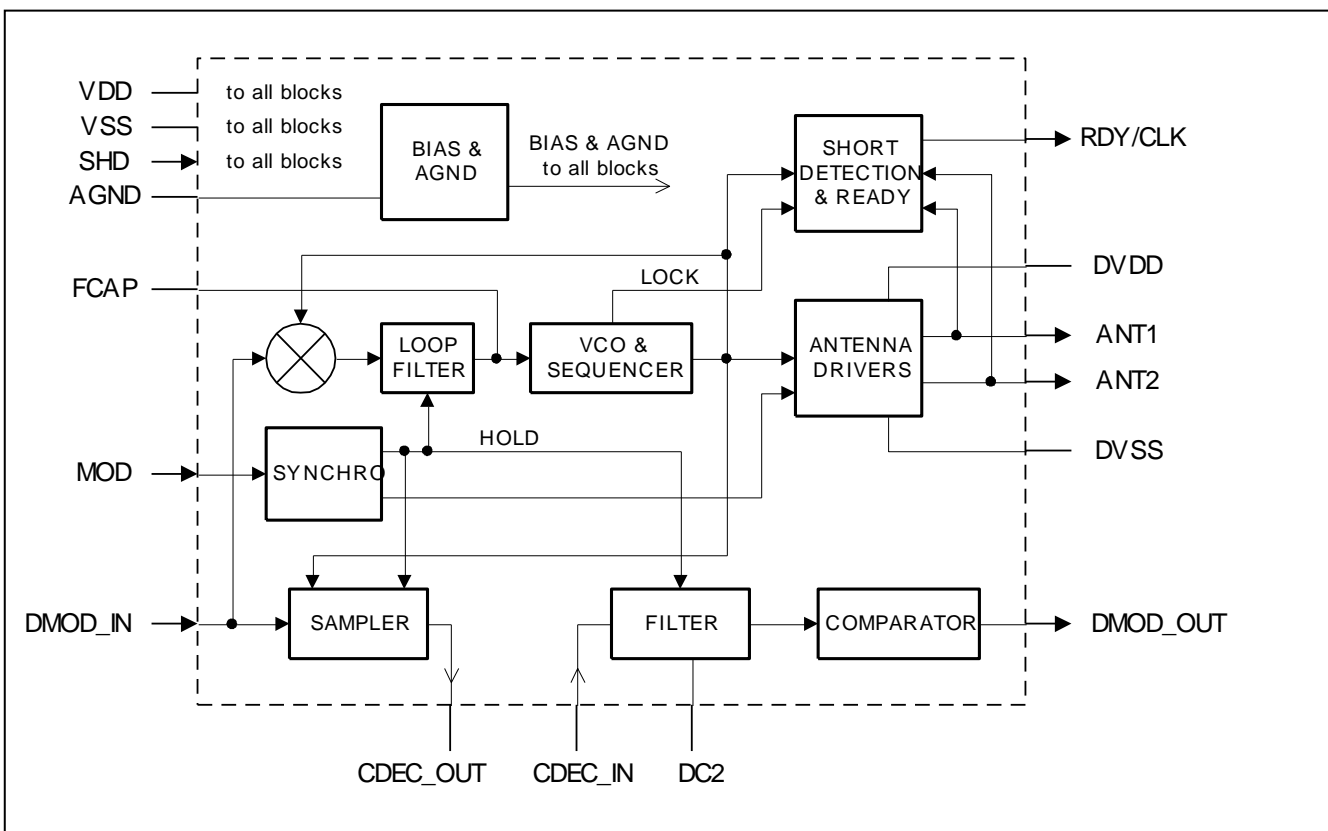 VDD
to all blocks
VSS
to all blocks
SHD
to all blocks
AGND
BIAS &
AGND
BIAS & AGND
to all blocks
SHORT
DETECTION
& READY
RDY/CLK
FCAP
LOCK
DVDD
LOOP
FILTER
VCO &
SEQUENCER
ANTENNA
DRIVERS
ANT1
ANT2
HOLD
DVSS
MOD
SYNCHRO
DMOD_IN
SAMPLER
FILTER
COMPARATOR
DMOD_OUT
CDEC_OUT
CDEC_IN
DC2